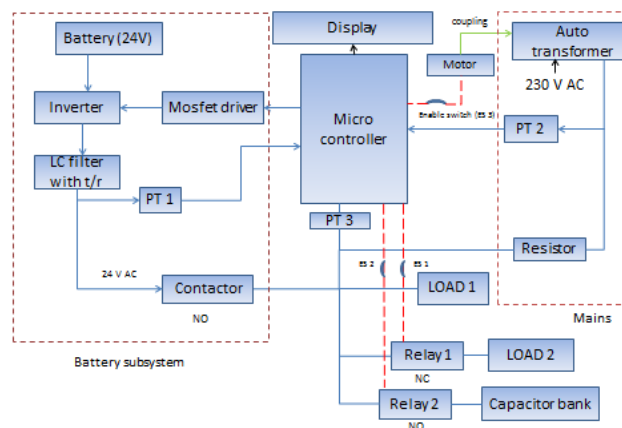 Battery (24V)
Display
coupling
Auto
transformer
Motor
230 V AC
Inverter
Mosfet driver
Micro
controller
Enable switch (ES 3)
PT 2
LC filter
with t/r
PT 1
PT 3
Resistor
24 V AC
Contactor
NO
ES 2
ES 1
LOAD 1
Mains
Battery subsystem
Relay 1
LOAD 2
NC
Relay 2
Capacitor bank
NO